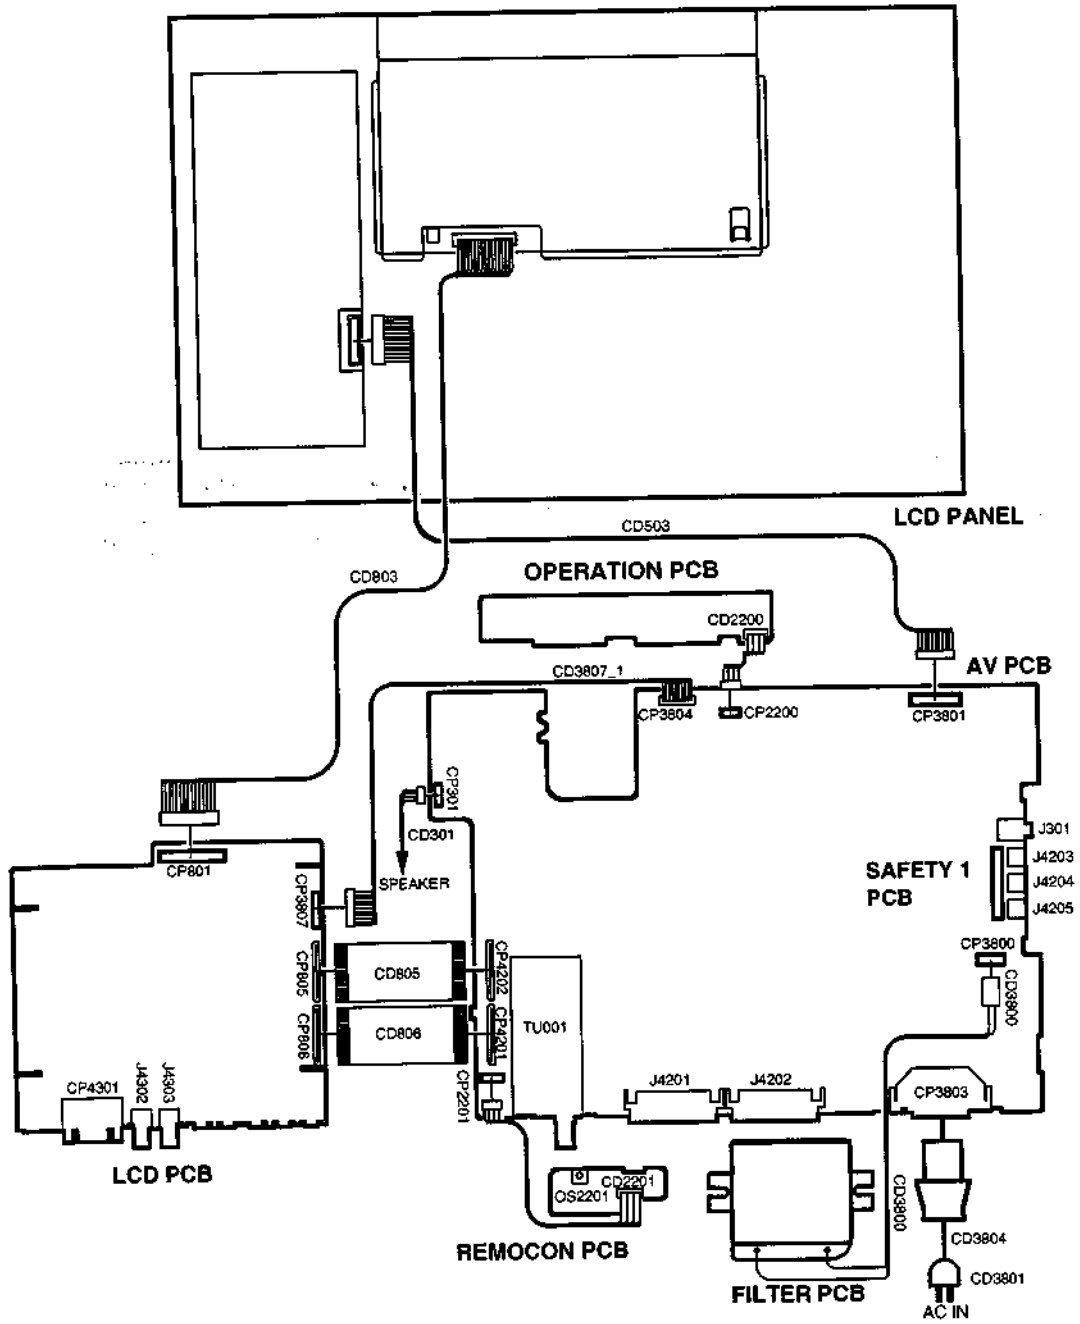 LCD PANEL
CD503
CD803
OPERATION PCB
CD2200
CD3807_1
AV PCB
CP3804
CP2200
CP3801
CP301
CD301
SPEAKER
J301
J4203
J4204
J4205
SAFETY 1
PCB
CP801
CP3807
CP3800
CD3800
CP805
CD805
CP4202
CP806
CD806
CP4201
TU001
CP4301
J4302
J4303
CP2201
J4201
J4202
CP3803
LCD PCB
OS2201
CD2201
CD3800
REMOCON PCB
CD3804
CD3801
FILTER PCB
AC IN